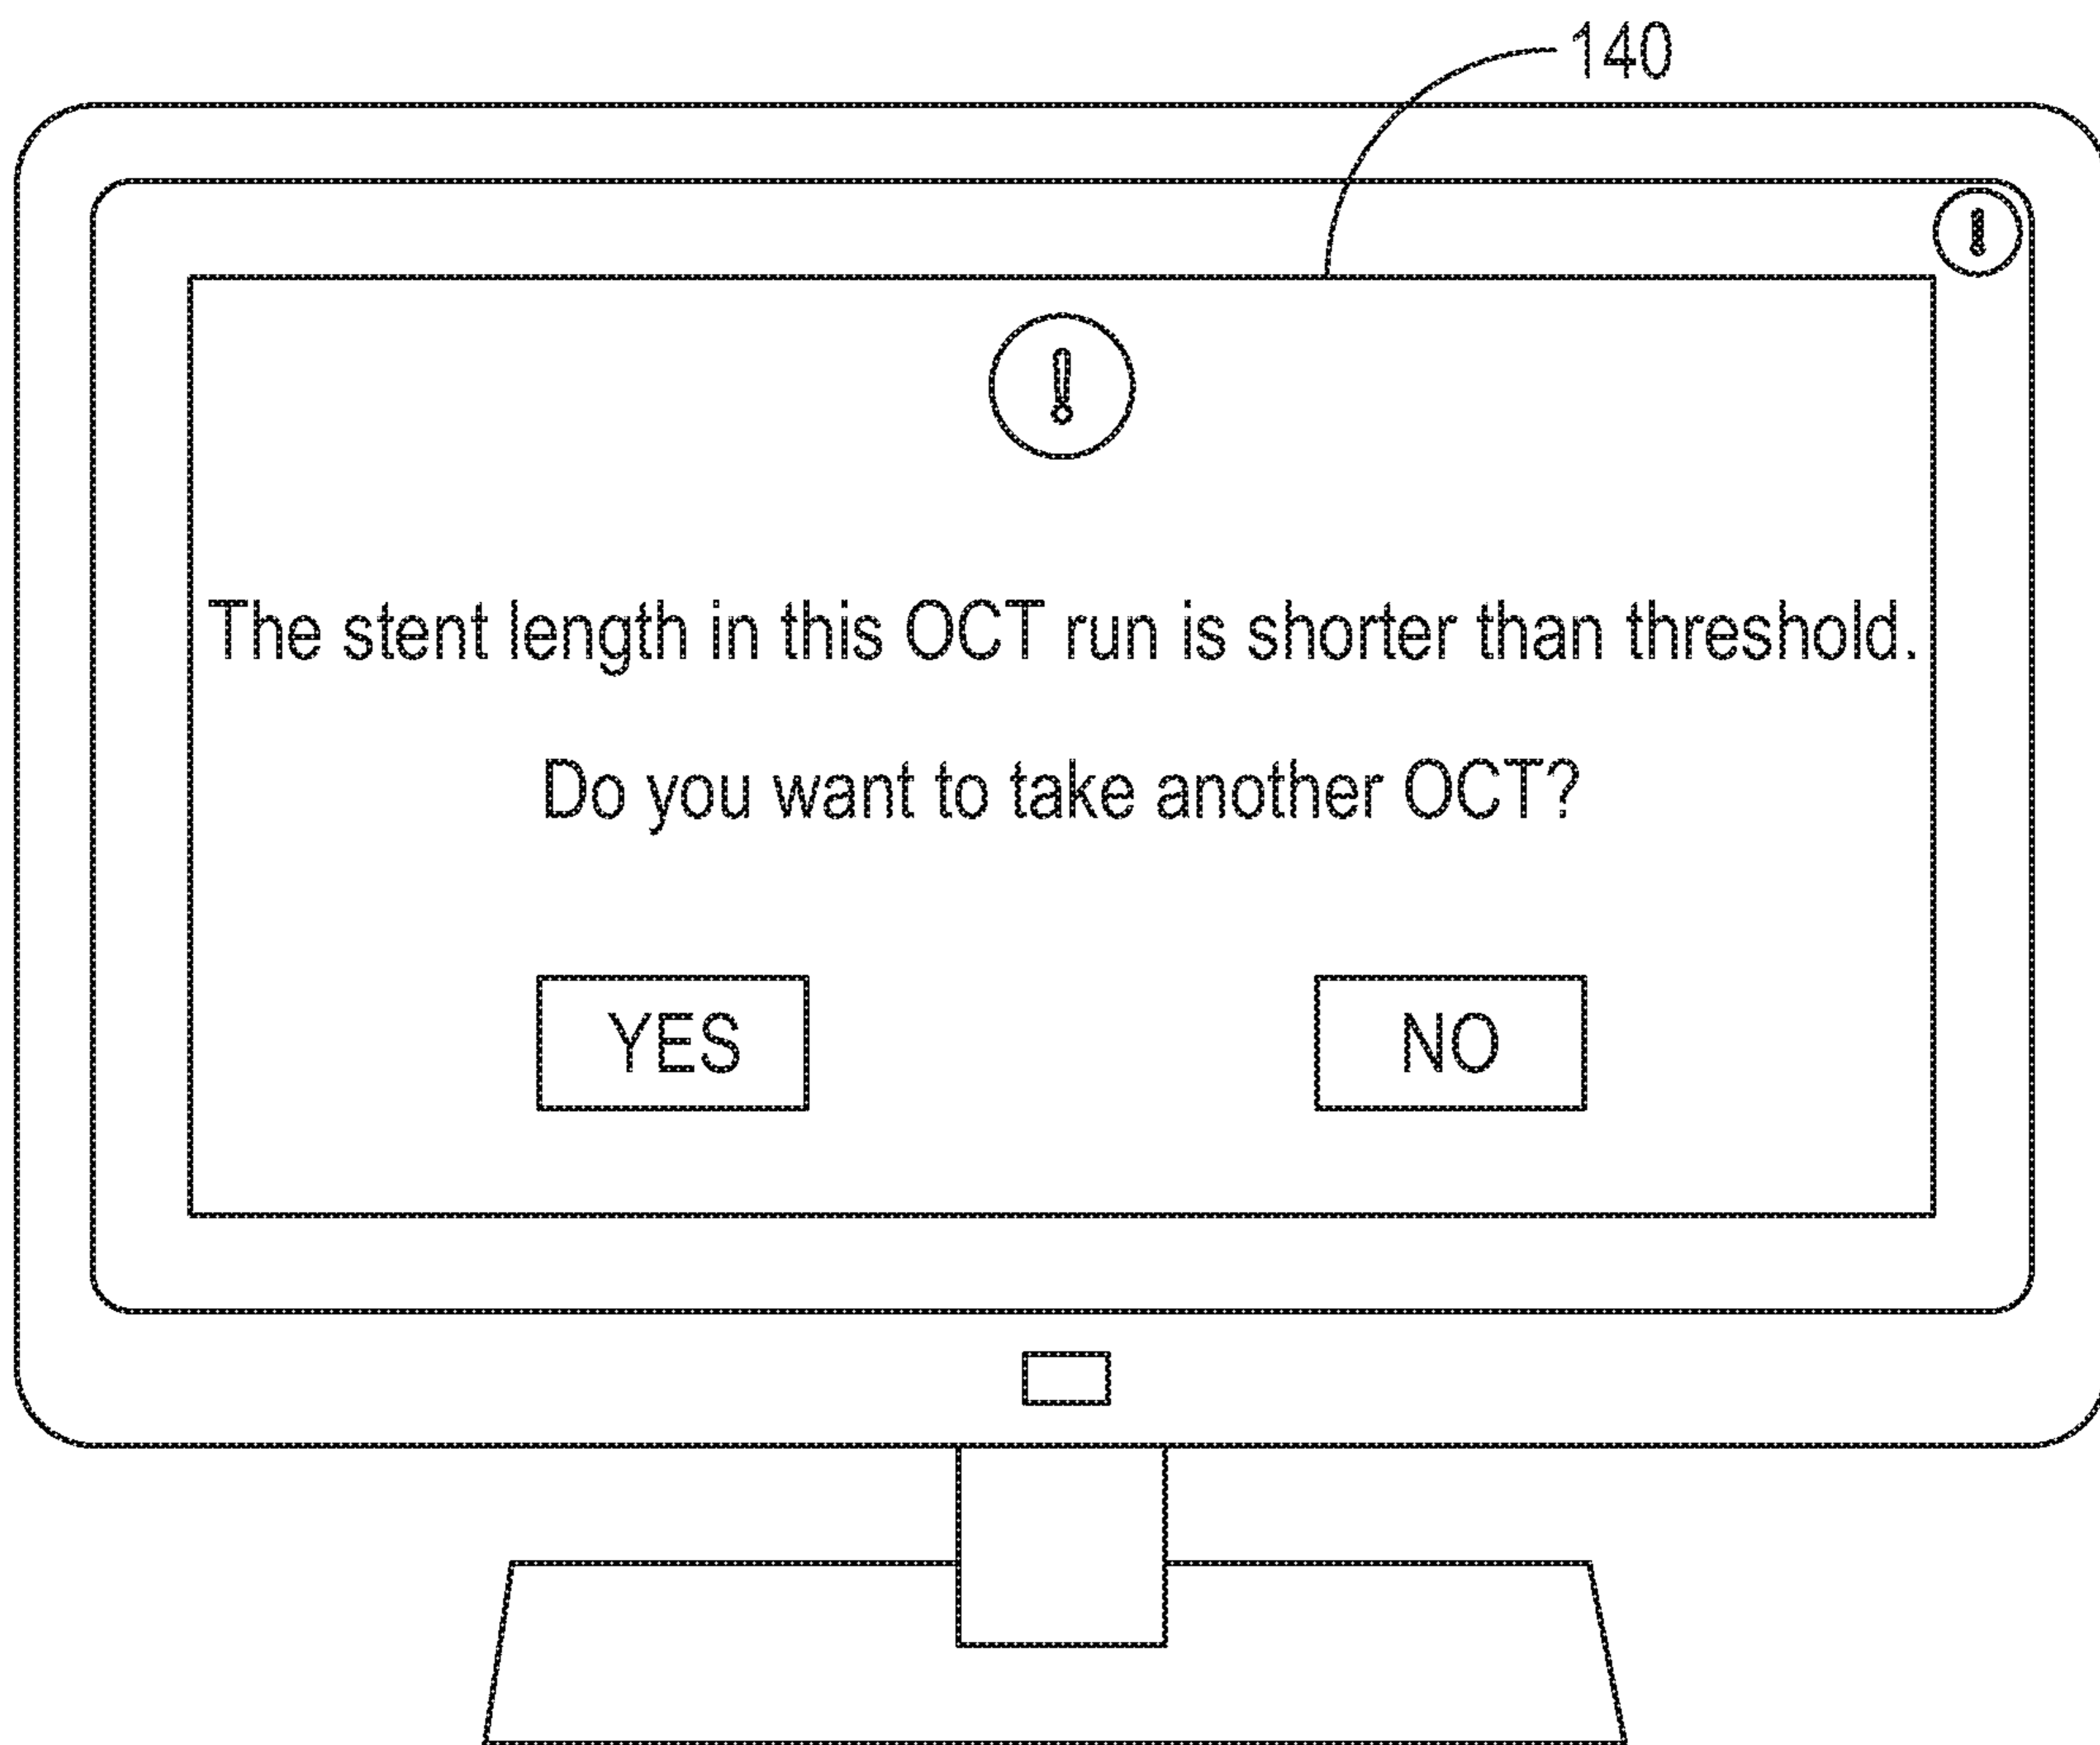 140
!
!
The stent length in this OCT run is shorter than threshold.
Do you want to take another OCT?
YES NO